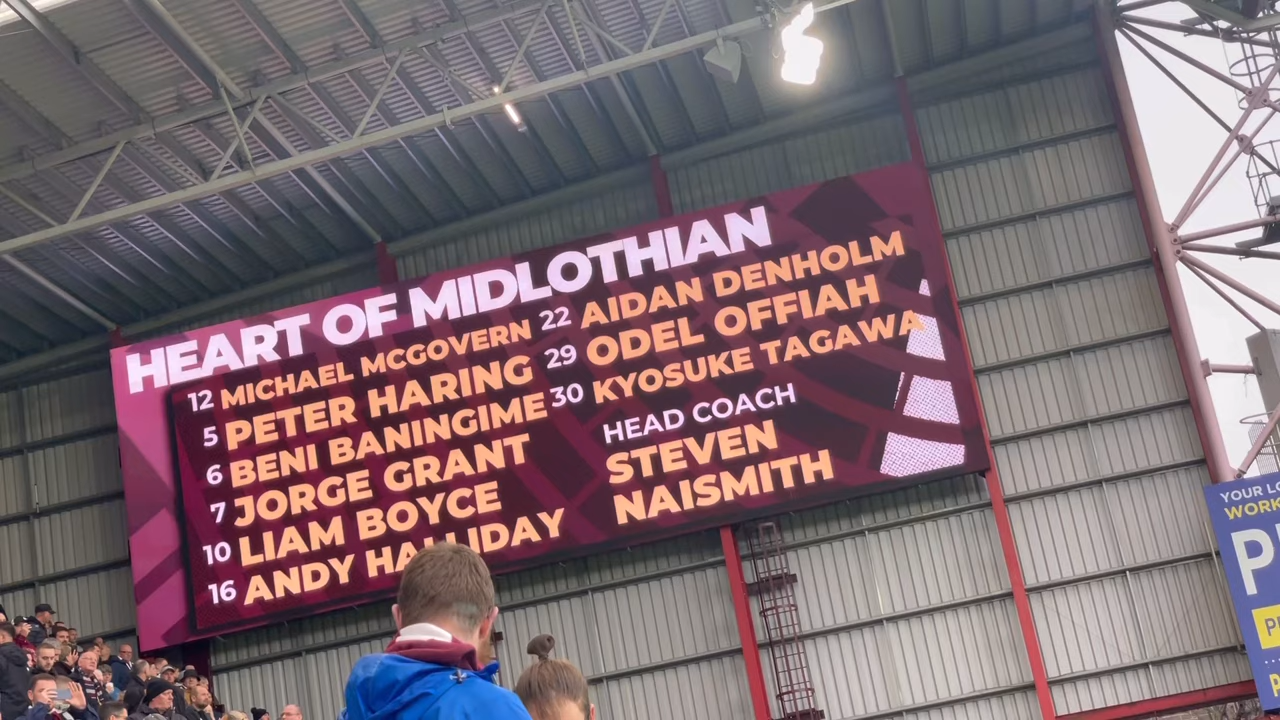 HEART OF MIDLOTHIAN
12 MICHAEL MCGOVERN
5 PETER HARING
6 BENI BANINGIME
7 JORGE GRANT
10 LIAM BOYCE
16 ANDY HALLIDAY
22 AIDAN DENHOLM
29 ODEL OFFIAH
30 KYOSUKE TAGAWA
HEAD COACH
STEVEN
NAISMITH
YOUR
WORK